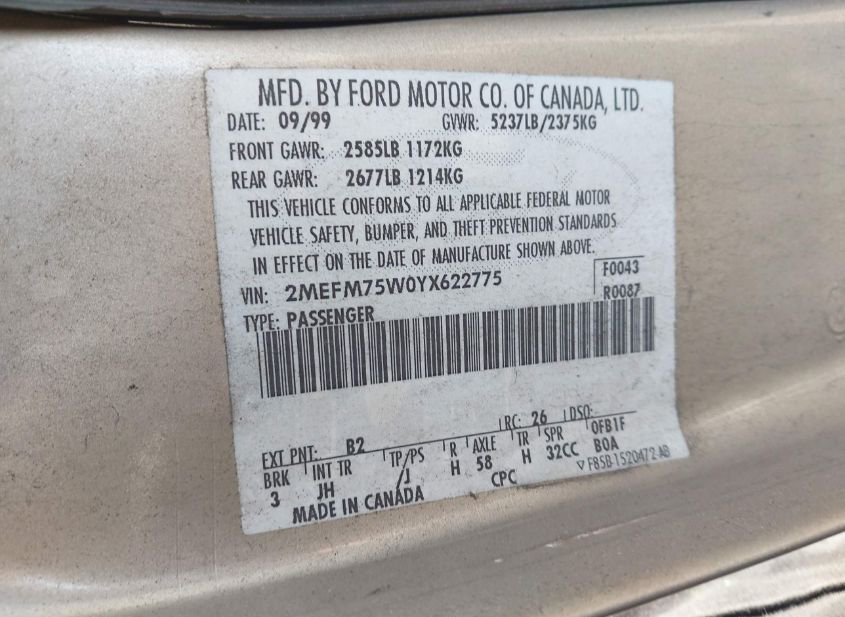 MFD. BY FORD MOTOR CO. OF CANADA, LTD.
DATE: 09/99 GVWR: 5237LB/2375KG
FRONT GAWR: 2585LB 1172KG
REAR GAWR: 2677LB 1214KG
THIS VEHICLE CONFORMS TO ALL APPLICABLE FEDERAL MOTOR
VEHICLE SAFETY, BUMPER, AND THEFT PREVENTION STANDARDS
IN EFFECT ON THE DATE OF MANUFACTURE SHOWN ABOVE.
VIN: 2MEFM75W0YX622775 F0043
TYPE: PASSENGER R0087
EXT PNT: B2 RC: 26 DSO:
BRK INT TR TP/PS R AXLE TR SPR 0FB1F
3 JH /J H 58 H 32CC B0A
MADE IN CANADA CPC F85B-1520472-AB